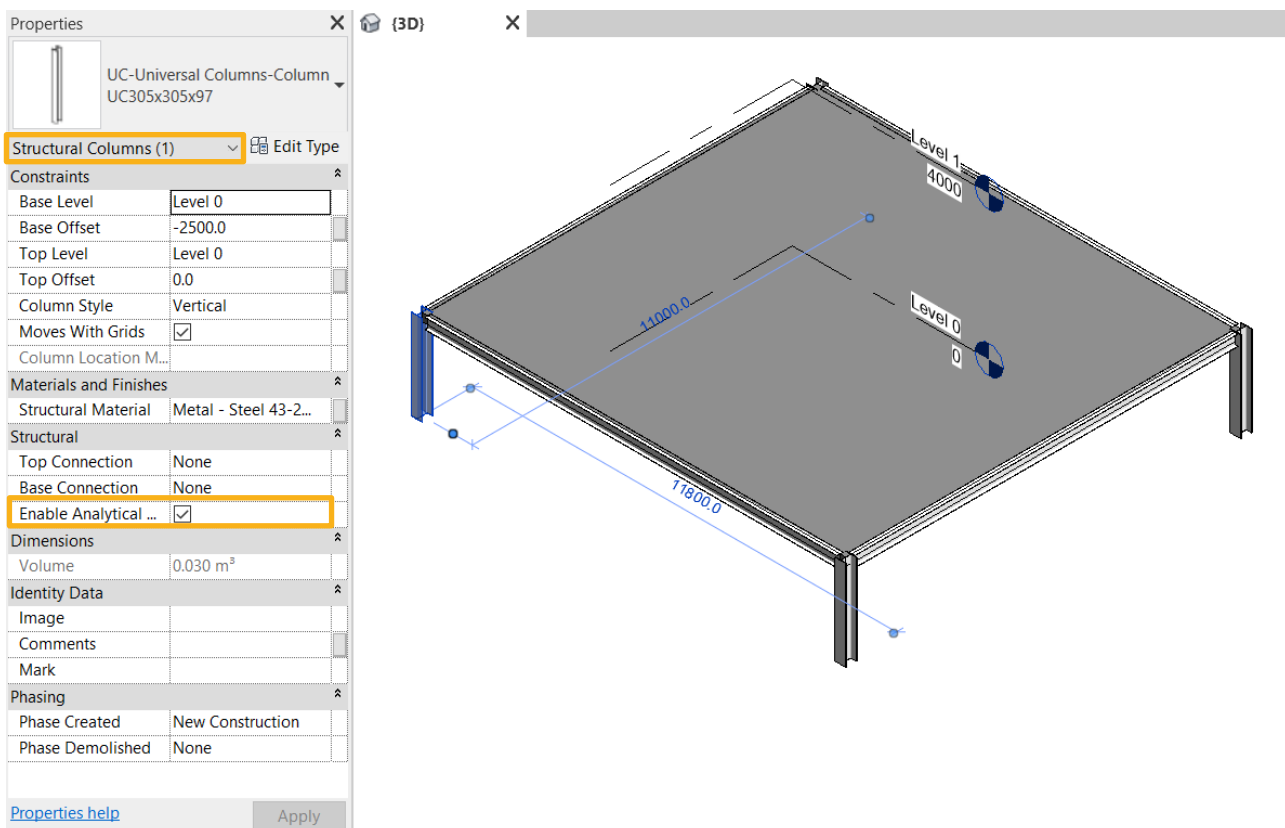 Properties
{3D}
UC-Universal Columns-Column
UC305x305x97
Structural Columns (1)
Edit Type
Constraints
Base Level Level 0
Base Offset -2500.0
Top Level Level 0
Top Offset 0.0
Column Style Vertical
Moves With Grids
Column Location M...
Materials and Finishes
Structural Material Metal - Steel 43-2...
Structural
Top Connection None
Base Connection None
Enable Analytical ...
Dimensions
Volume 0.030 m³
Identity Data
Image
Comments
Mark
Phasing
Phase Created New Construction
Phase Demolished None
Properties help
Apply
Level 1
4000
11000.0
Level 0
0
11800.0